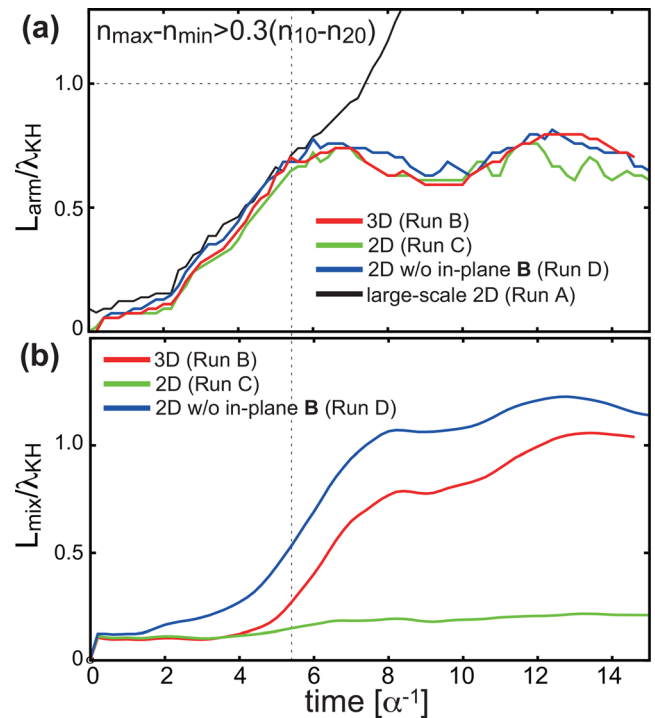 (a)
n_max-n_min>0.3(n_10-n_20)
1.0
0.5
0
L_arm/λ_KH
3D (Run B)
2D (Run C)
2D w/o in-plane B (Run D)
large-scale 2D (Run A)
(b)
3D (Run B)
2D (Run C)
2D w/o in-plane B (Run D)
1.0
0.5
0
L_mix/λ_KH
0 2 4 6 8 10 12 14
time [α⁻¹]